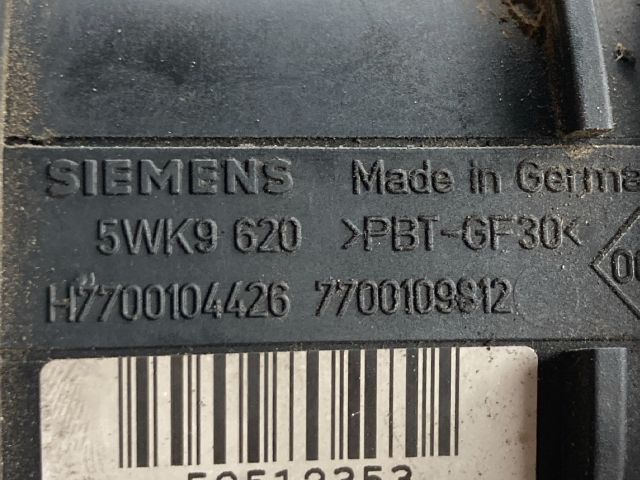 SIEMENS Made in Germa
5WK9 620 >PBT-GF30<
H7700104426 7700109812